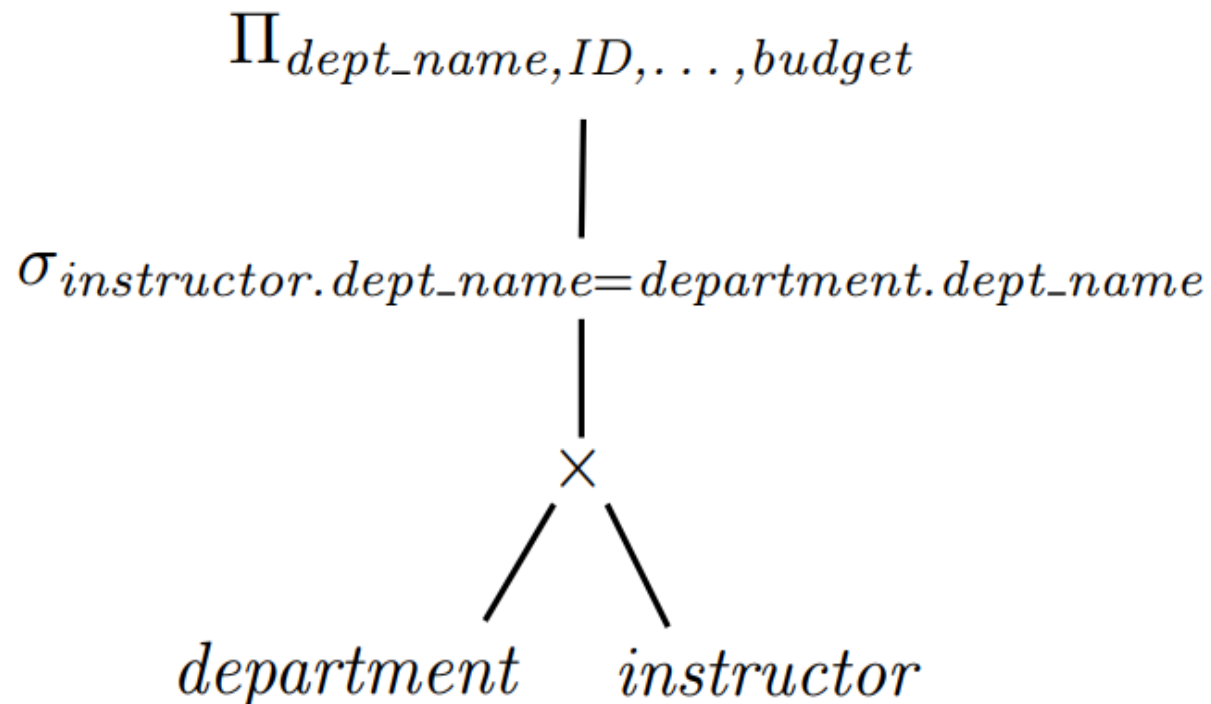 Π dept_name,ID,...,budget
σ instructor.dept_name=department.dept_name
×
department instructor